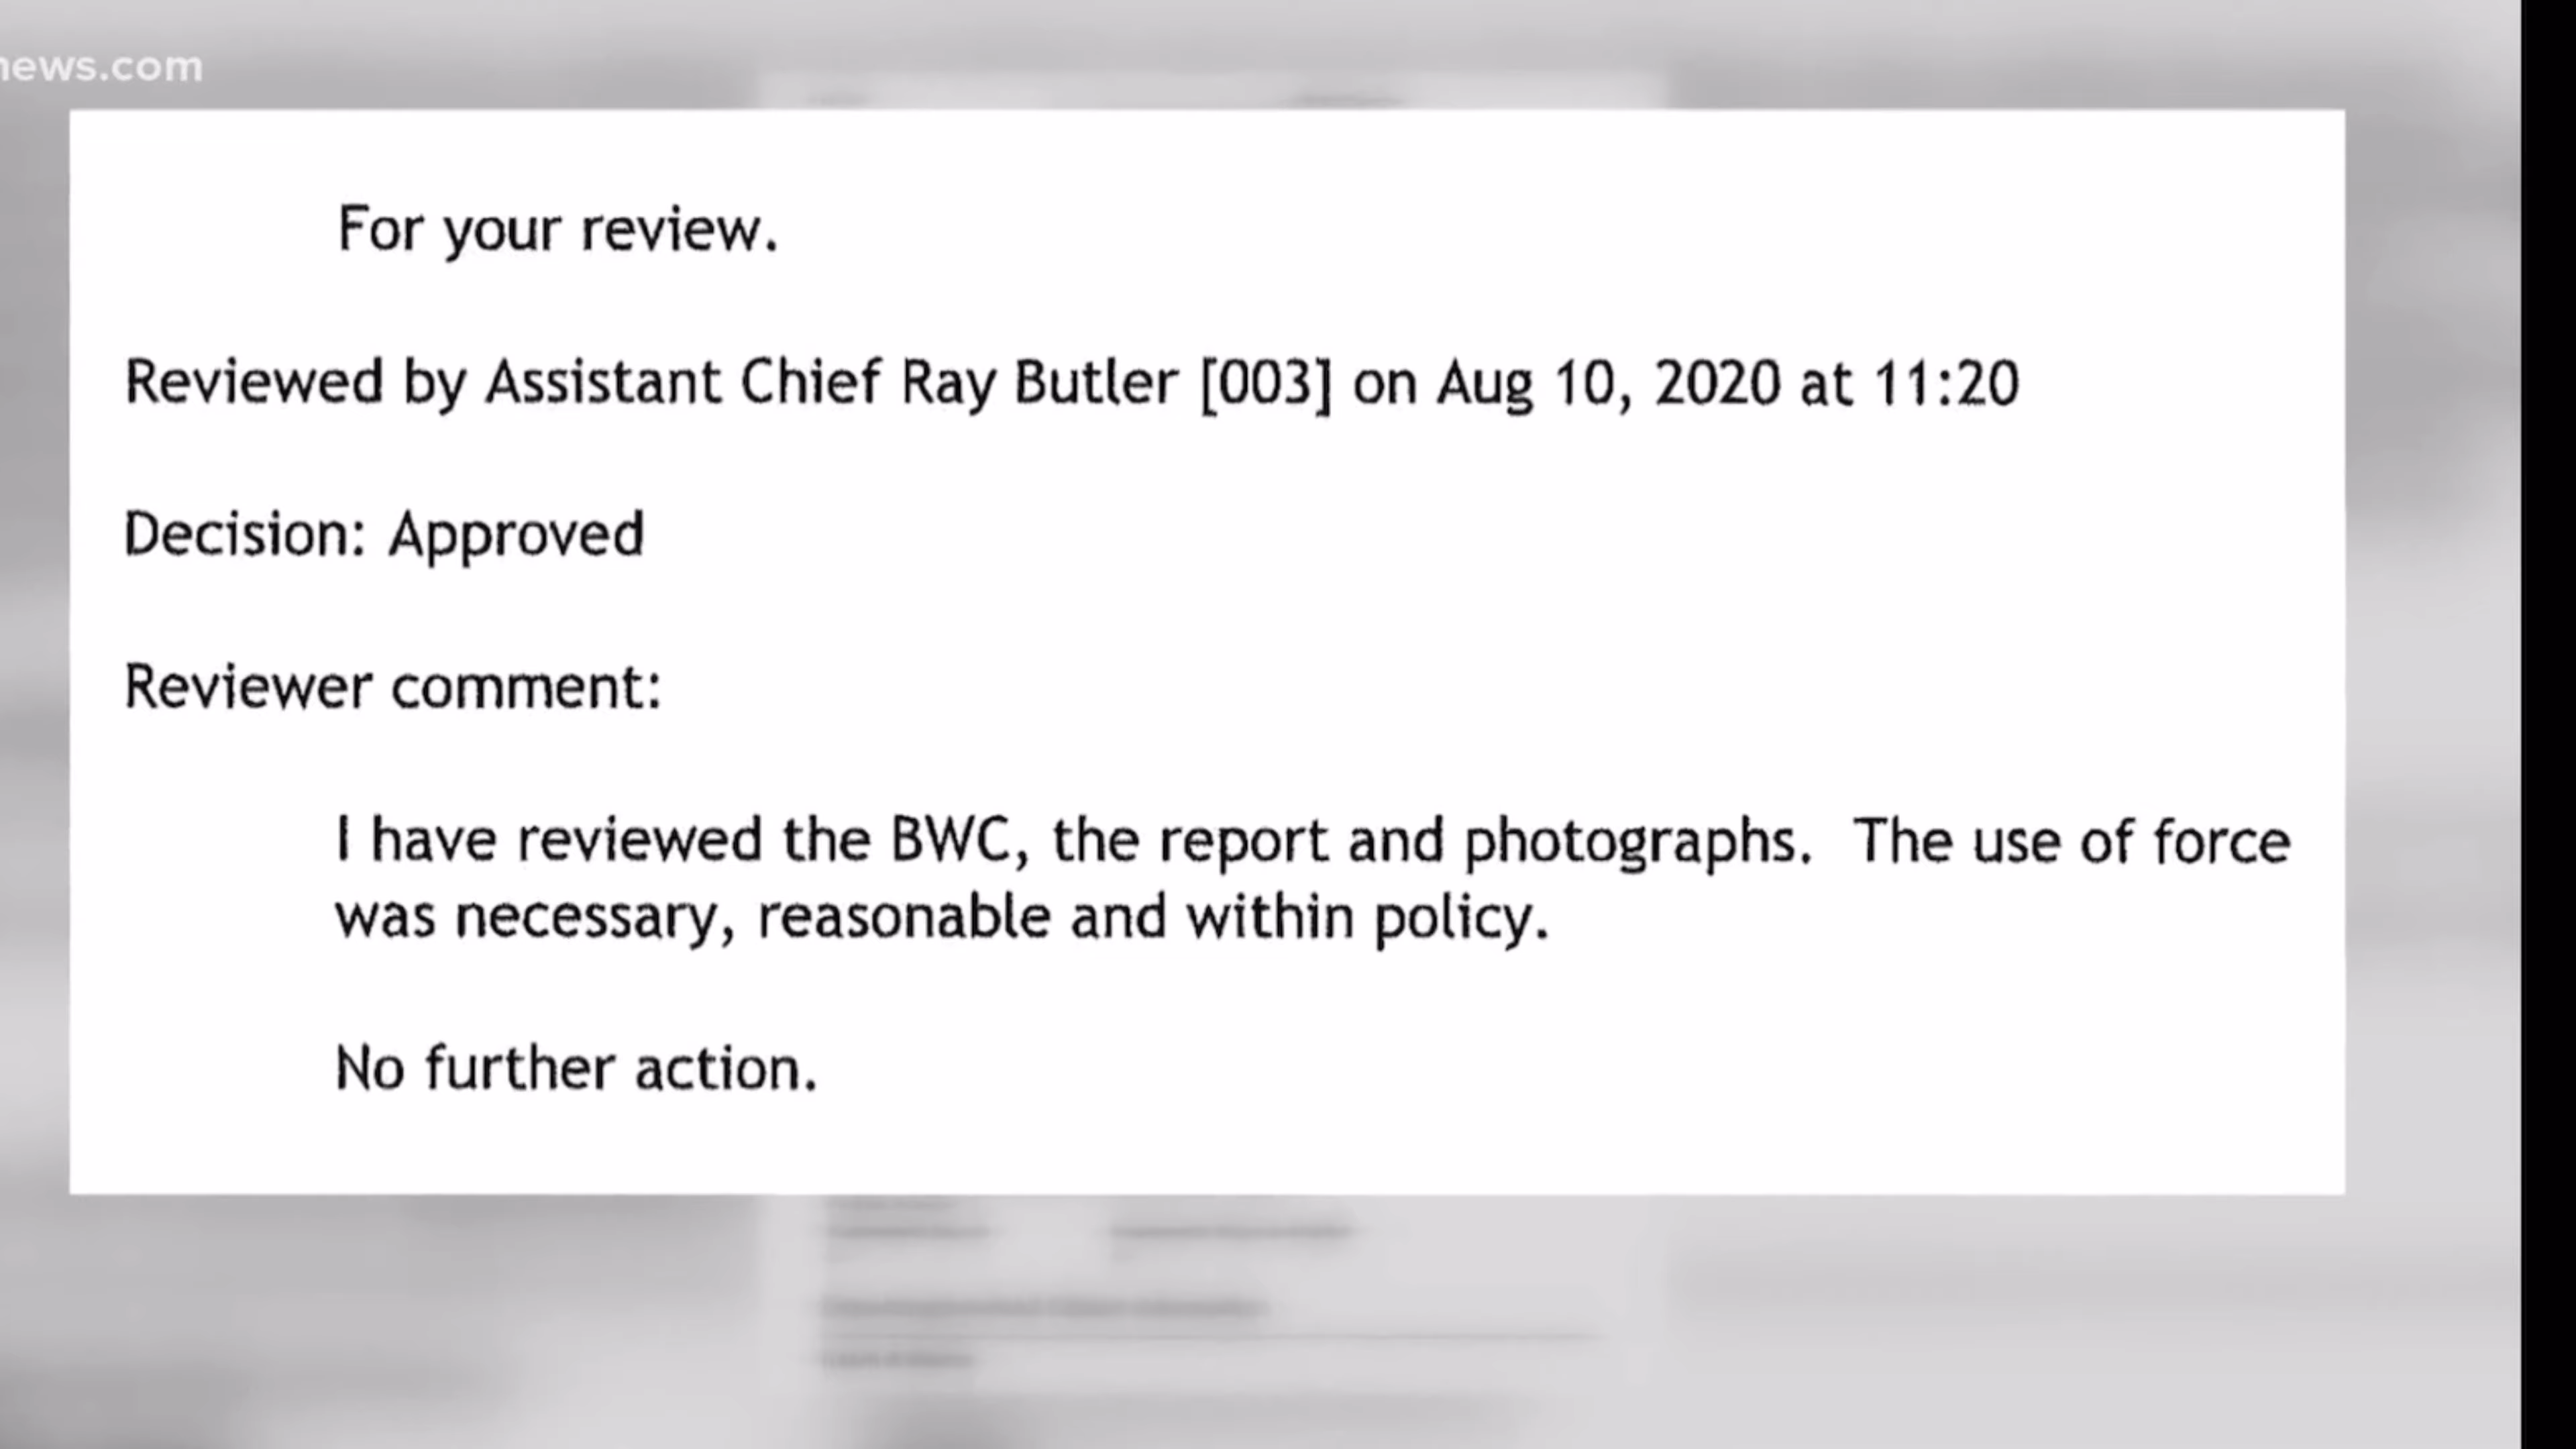 news.com
For your review.
Reviewed by Assistant Chief Ray Butler [003] on Aug 10, 2020 at 11:20
Decision: Approved
Reviewer comment:
I have reviewed the BWC, the report and photographs.  The use of force
was necessary, reasonable and within policy.
No further action.